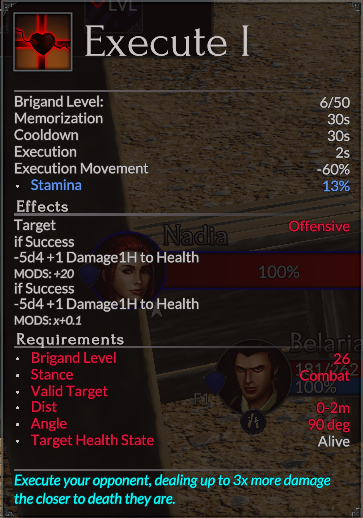 LVL
Execute I
Brigand Level: 6/50
Memorization 30s
Cooldown 30s
Execution 2s
Execution Movement -60%
• Stamina 13%
Effects
Target Offensive
if Success
-5d4 +1 Damage1H to Health
MODS: +20
if Success
-5d4 +1 Damage1H to Health
MODS: x+0.1
Nadia
100%
Requirements
• Brigand Level 26
• Stance Combat
• Valid Target
• Dist 0-2m
• Angle 90 deg
• Target Health State Alive
Belaria
181/262
100%
F1
Execute your opponent, dealing up to 3x more damage
the closer to death they are.